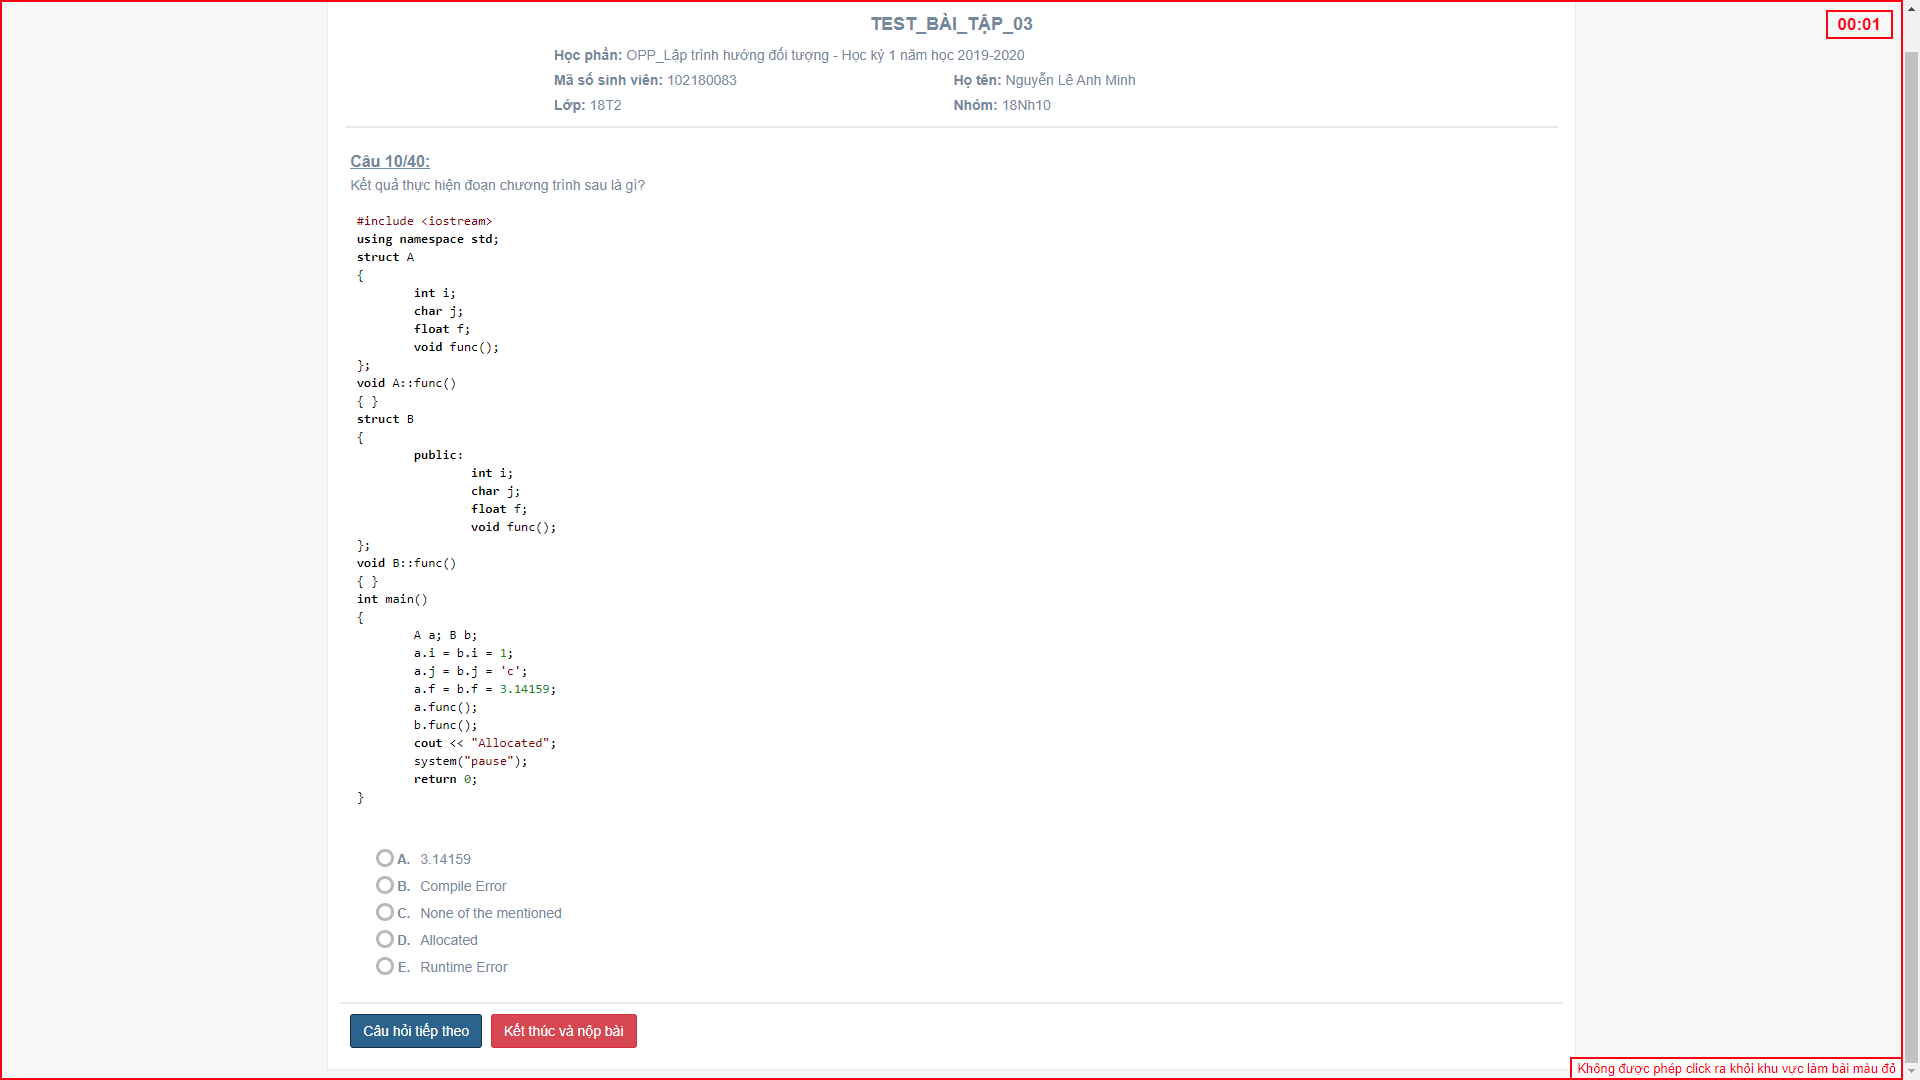 TEST_BÀI_TẬP_03
00:01
Học phần: OPP_Lập trình hướng đối tượng - Học kỳ 1 năm học 2019-2020
Mã số sinh viên: 102180083
Họ tên: Nguyễn Lê Anh Minh
Lớp: 18T2
Nhóm: 18Nh10
Câu 10/40:
Kết quả thực hiện đoạn chương trình sau là gì?
#include <iostream>
using namespace std;
struct A
{
int i;
char j;
float f;
void func();
};
void A::func()
{ }
struct B
{
public:
int i;
char j;
float f;
void func();
};
void B::func()
{ }
int main()
{
A a; B b;
a.i = b.i = 1;
a.j = b.j = 'c';
a.f = b.f = 3.14159;
a.func();
b.func();
cout << "Allocated";
system("pause");
return 0;
}
A. 3.14159
B. Compile Error
C. None of the mentioned
D. Allocated
E. Runtime Error
Câu hỏi tiếp theo
Kết thúc và nộp bài
Không được phép click ra khỏi khu vực làm bài màu đỏ